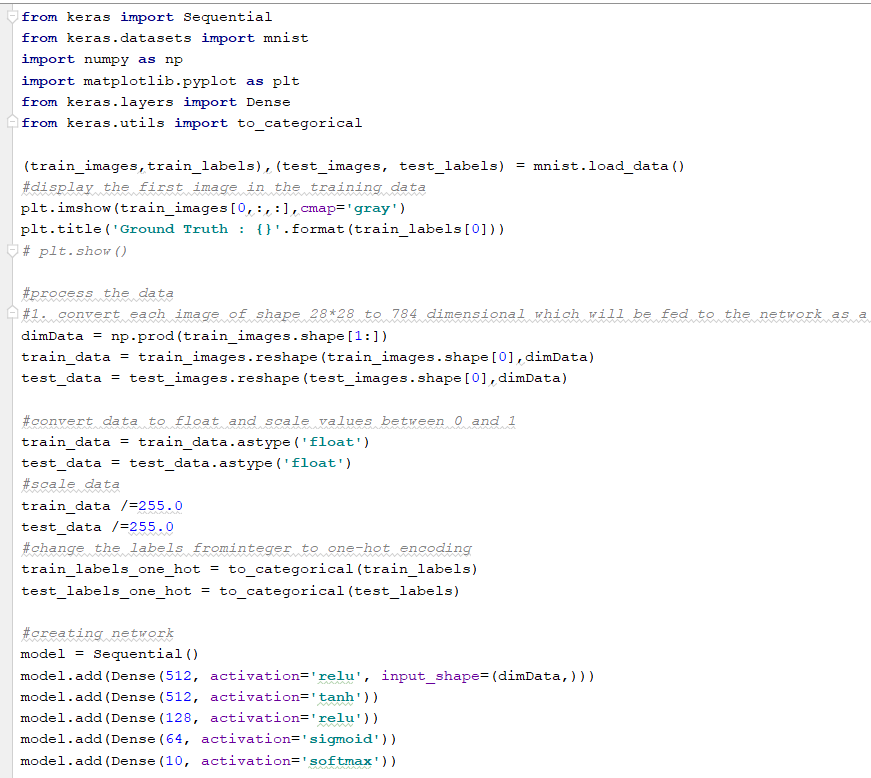 from keras import Sequential
from keras.datasets import mnist
import numpy as np
import matplotlib.pyplot as plt
from keras.layers import Dense
from keras.utils import to_categorical
(train_images,train_labels),(test_images, test_labels) = mnist.load_data()
#display the first image in the training data
plt.imshow(train_images[0,:,:],cmap='gray')
plt.title('Ground Truth : {}'.format(train_labels[0]))
# plt.show()
#process the data
#1. convert each image of shape 28*28 to 784 dimensional which will be fed to the network as a
dimData = np.prod(train_images.shape[1:])
train_data = train_images.reshape(train_images.shape[0],dimData)
test_data = test_images.reshape(test_images.shape[0],dimData)
#convert data to float and scale values between 0 and 1
train_data = train_data.astype('float')
test_data = test_data.astype('float')
#scale data
train_data /=255.0
test_data /=255.0
#change the labels frominteger to one-hot encoding
train_labels_one_hot = to_categorical(train_labels)
test_labels_one_hot = to_categorical(test_labels)
#creating network
model = Sequential()
model.add(Dense(512, activation='relu', input_shape=(dimData,)))
model.add(Dense(512, activation='tanh'))
model.add(Dense(128, activation='relu'))
model.add(Dense(64, activation='sigmoid'))
model.add(Dense(10, activation='softmax'))